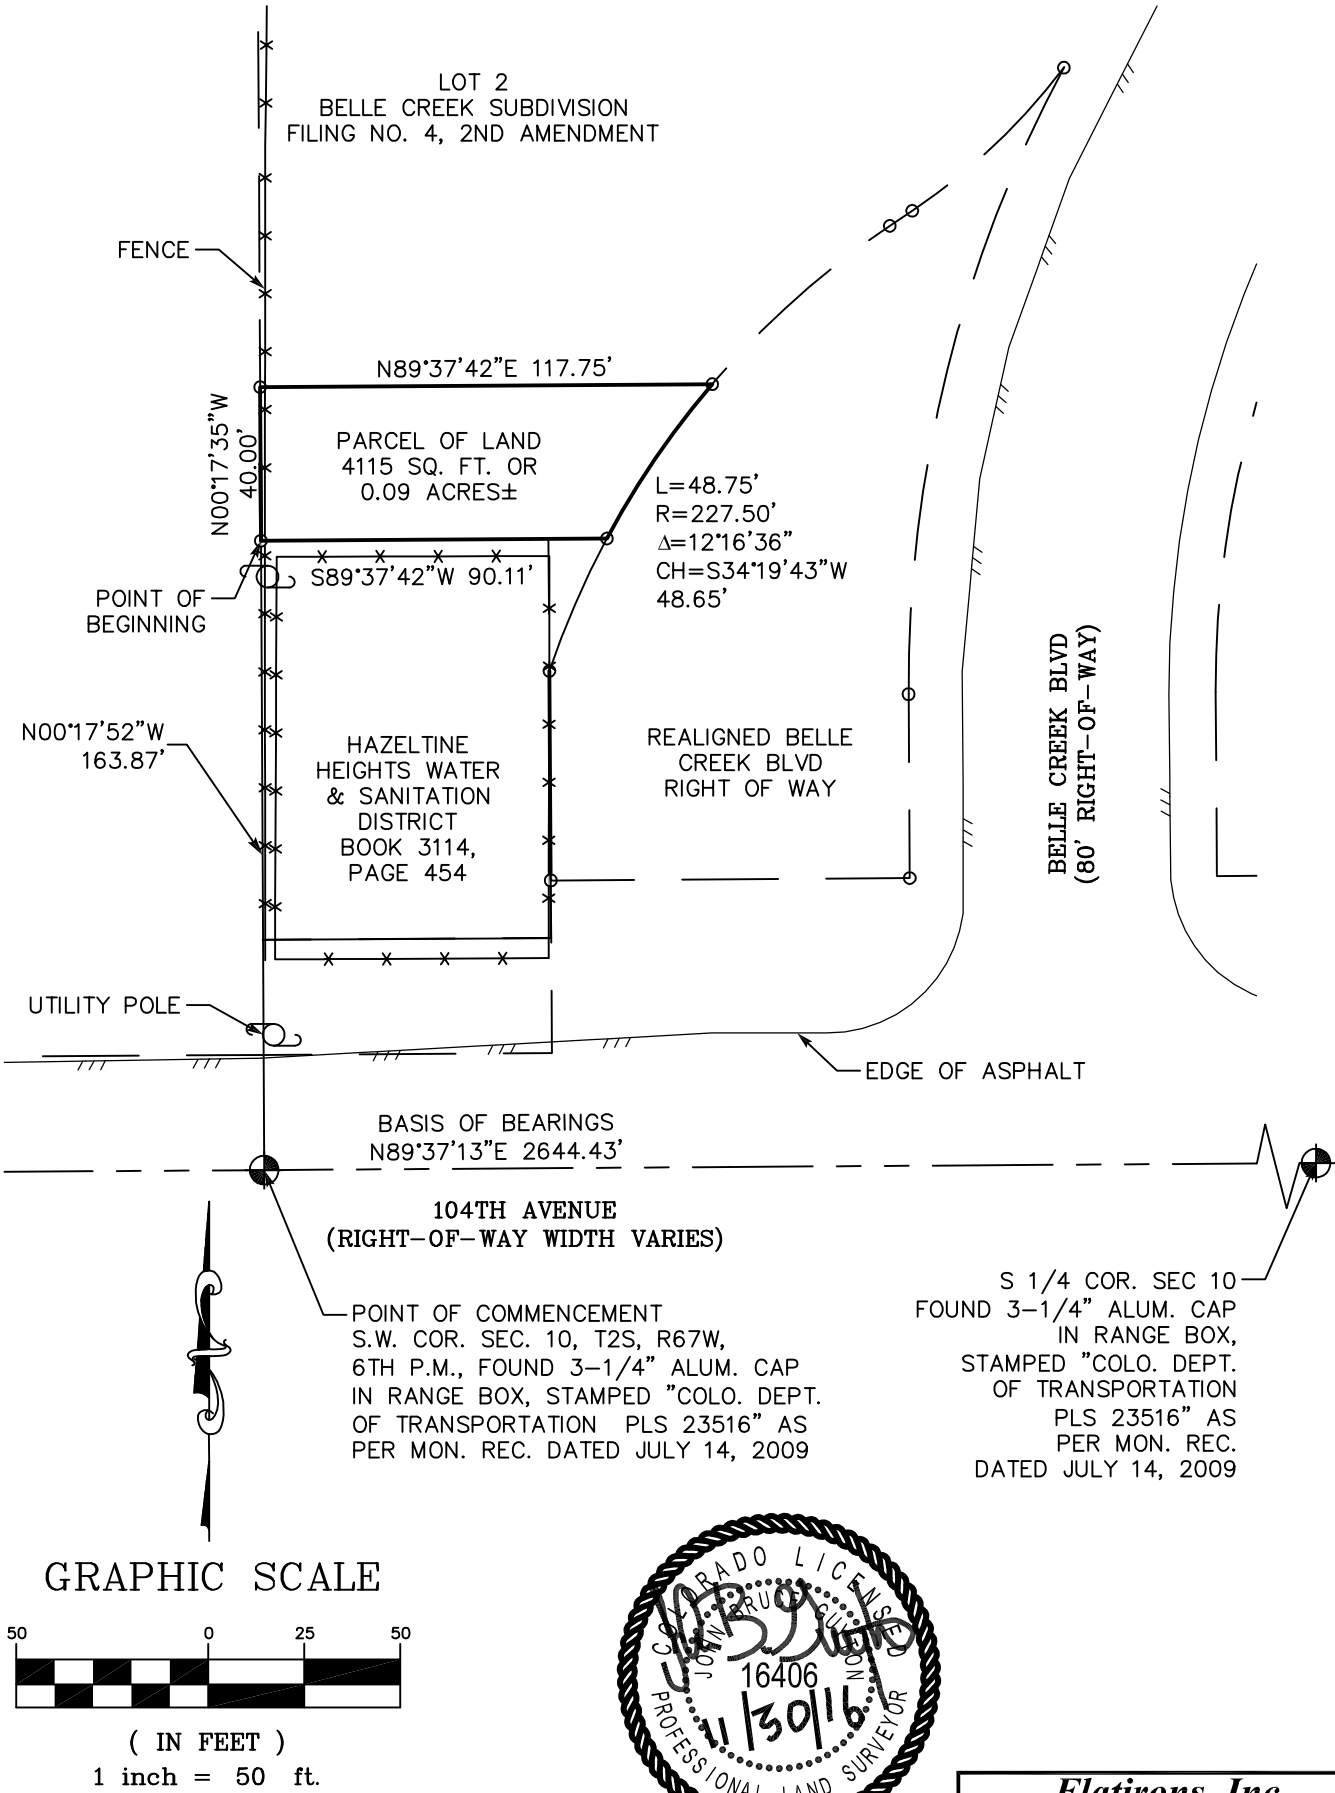 LOT 2
BELLE CREEK SUBDIVISION
FILING NO. 4, 2ND AMENDMENT
FENCE
N89°37'42"E 117.75'
N00°17'35"W
40.00'
PARCEL OF LAND
4115 SQ. FT. OR
0.09 ACRES±
L=48.75'
R=227.50'
Δ=12°16'36"
CH=S34°19'43"W
48.65'
S89°37'42"W 90.11'
POINT OF
BEGINNING
N00°17'52"W
163.87'
HAZELTINE
HEIGHTS WATER
& SANITATION
DISTRICT
BOOK 3114,
PAGE 454
REALIGNED BELLE
CREEK BLVD
RIGHT OF WAY
BELLE CREEK BLVD
(80' RIGHT-OF-WAY)
UTILITY POLE
EDGE OF ASPHALT
BASIS OF BEARINGS
N89°37'13"E 2644.43'
104TH AVENUE
(RIGHT-OF-WAY WIDTH VARIES)
POINT OF COMMENCEMENT
S.W. COR. SEC. 10, T2S, R67W,
6TH P.M., FOUND 3-1/4" ALUM. CAP
IN RANGE BOX, STAMPED "COLO. DEPT.
OF TRANSPORTATION PLS 23516" AS
PER MON. REC. DATED JULY 14, 2009
S 1/4 COR. SEC 10
FOUND 3-1/4" ALUM. CAP
IN RANGE BOX,
STAMPED "COLO. DEPT.
OF TRANSPORTATION
PLS 23516" AS
PER MON. REC.
DATED JULY 14, 2009
GRAPHIC SCALE
50 0 25 50
( IN FEET )
1 inch = 50 ft.
COLORADO LICENSED
JOHN BRUCE GUYTON
16406
11/30/16
PROFESSIONAL LAND SURVEYOR
Flatirons, Inc.